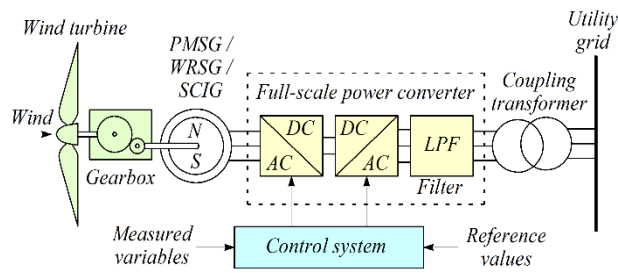 Wind turbine
PMSG /
WRSG /
SCIG
Utility
grid
Full-scale power converter
Coupling
transformer
Wind
N
S
DC
AC
DC
AC
LPF
Gearbox
Filter
Measured
variables
Control system
Reference
values